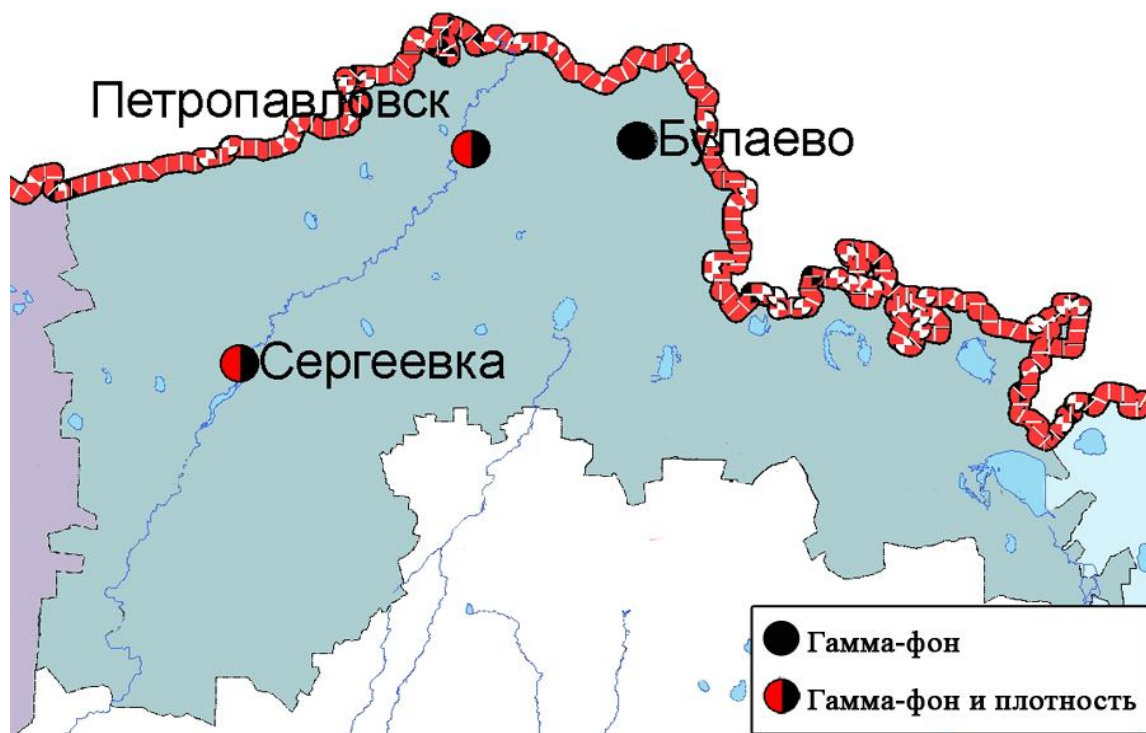 Петропавловск
Булаево
Сергеевка
Гамма-фон
Гамма-фон и плотность